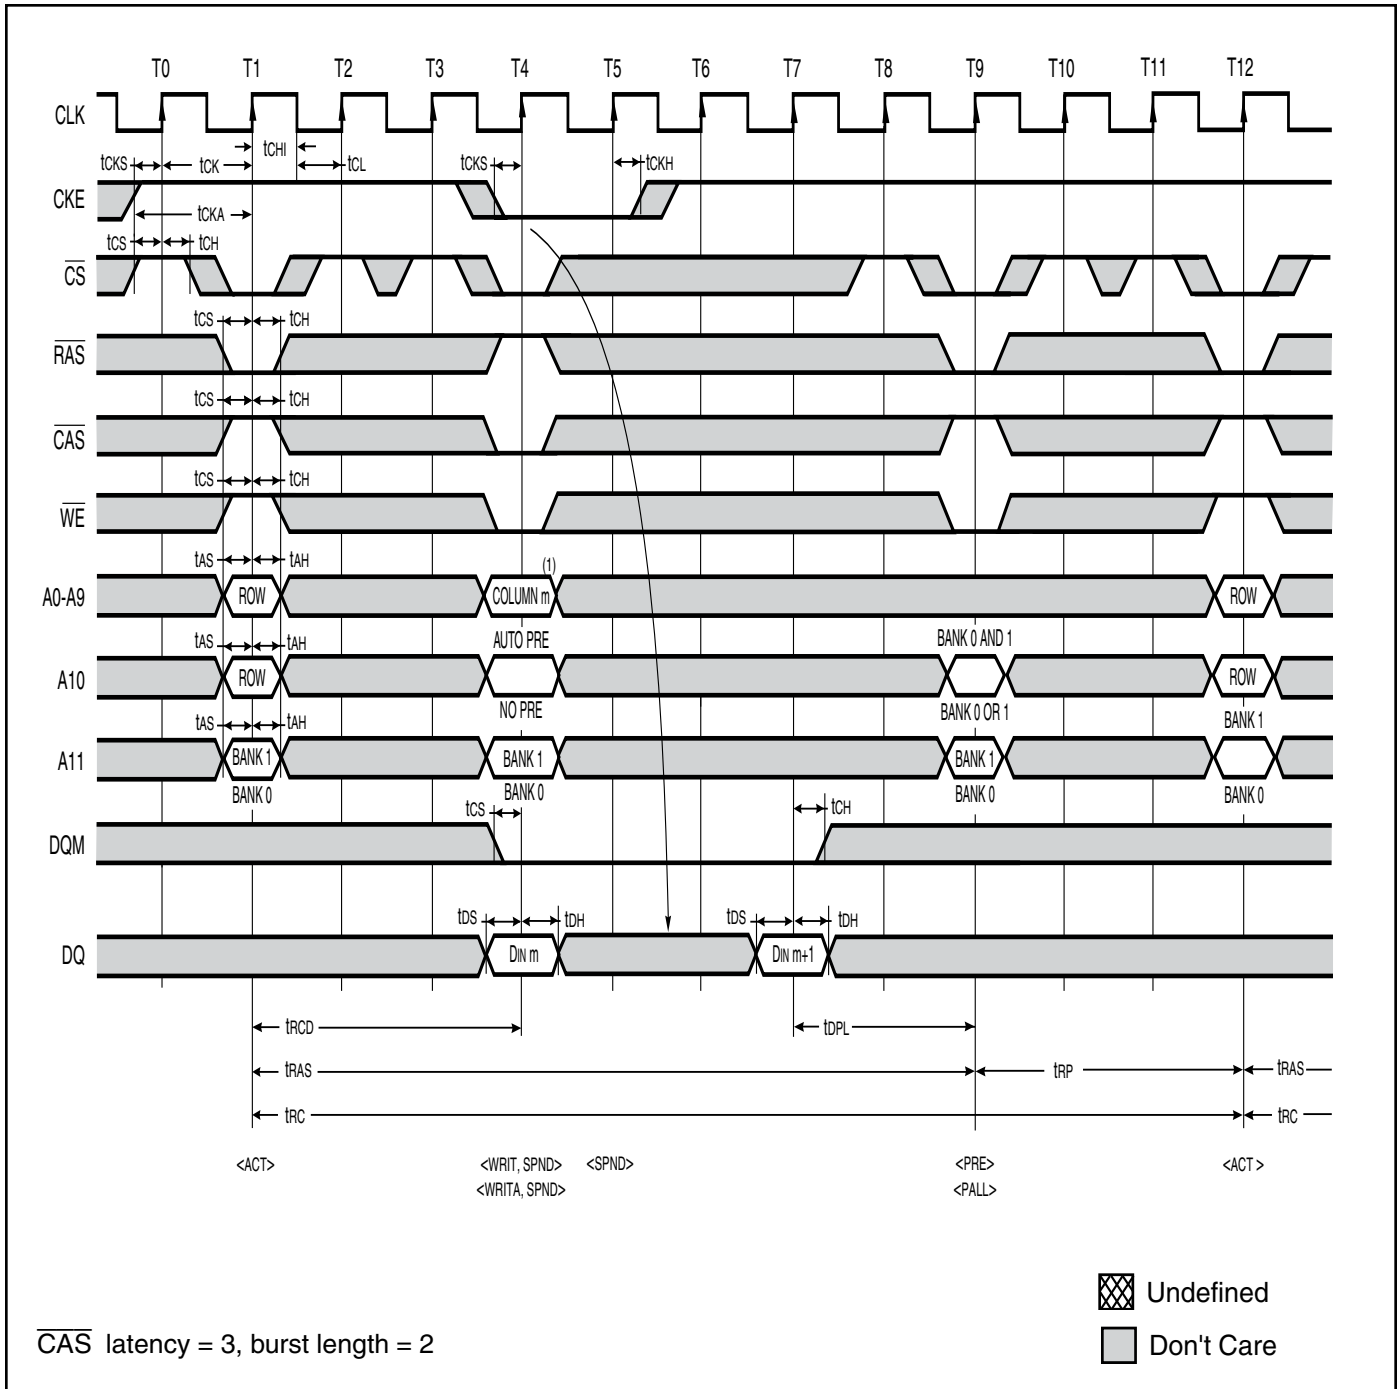 T0 T1 T2 T3 T4 T5 T6 T7 T8 T9 T10 T11 T12
CLK
tCHI
tCKS tCK tCL tCKS tCKH
CKE
tCKA
tCS tCH
CS
tCS tCH
RAS
tCS tCH
CAS
tCS tCH
WE
tAS tAH (1)
A0-A9 ROW COLUMN m ROW
tAS tAH AUTO PRE BANK 0 AND 1
A10 ROW ROW
tAS tAH NO PRE BANK 0 OR 1 BANK 1
A11 BANK 1 BANK 1 BANK 1
BANK 0 BANK 0 BANK 0 BANK 0
tCS tCH
DQM
tDS tDH tDS tDH
DQ DIN m DIN m+1
tRCD tDPL
tRAS tRP tRAS
tRC tRC
<ACT> <WRIT, SPND> <SPND> <PRE> <ACT >
<WRITA, SPND> <PALL>
Undefined
CAS latency = 3, burst length = 2 Don't Care